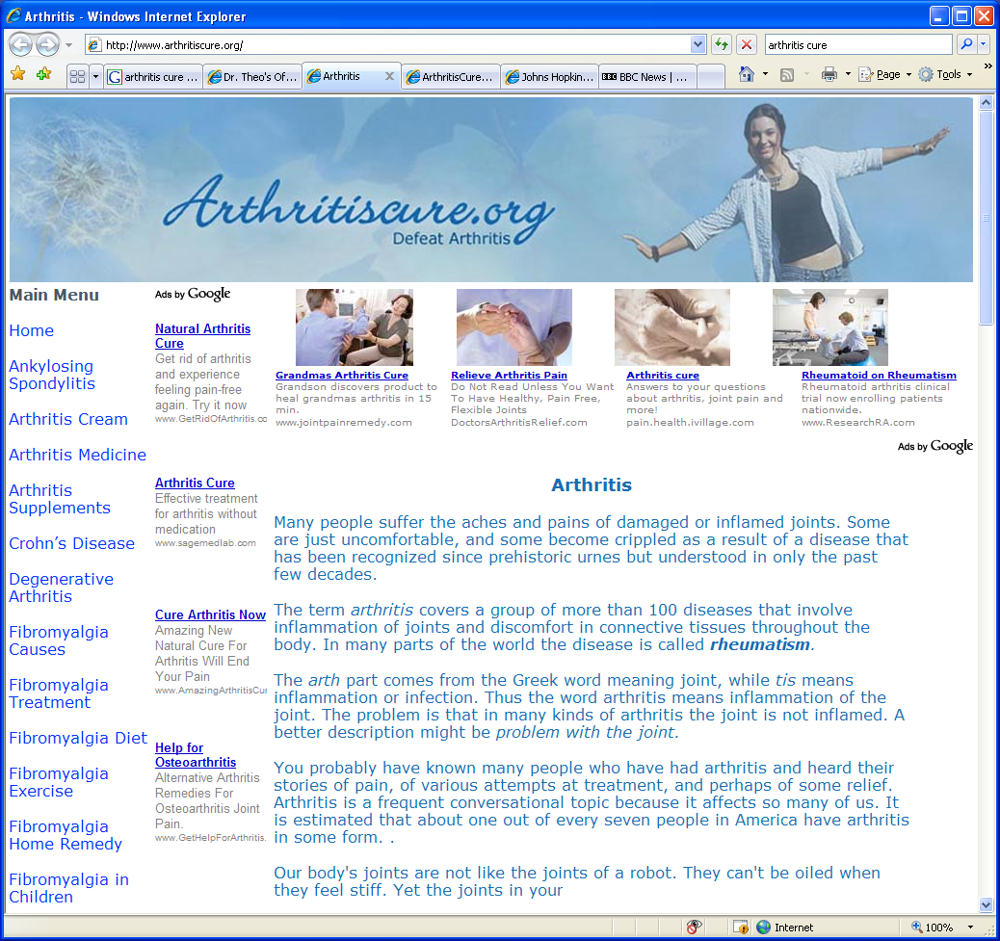 Arthritis - Windows Internet Explorer
http://www.arthritiscure.org/
arthritis cure
arthritis cure ...
Dr. Theo's Of...
Arthritis
ArthritisCure...
Johns Hopkin...
BBC News | ...
Page
Tools
Arthritiscure.org
Defeat Arthritis
Main Menu
Home
Ankylosing
Spondylitis
Arthritis Cream
Arthritis Medicine
Arthritis
Supplements
Crohn’s Disease
Degenerative
Arthritis
Fibromyalgia
Causes
Fibromyalgia
Treatment
Fibromyalgia Diet
Fibromyalgia
Exercise
Fibromyalgia
Home Remedy
Fibromyalgia in
Children
Ads by Google
Natural Arthritis
Cure
Get rid of arthritis
and experience
feeling pain-free
again. Try it now
www.GetRidOfArthritis.co
Arthritis Cure
Effective treatment
for arthritis without
medication
www.sagemedlab.com
Cure Arthritis Now
Amazing New
Natural Cure For
Arthritis Will End
Your Pain
www.AmazingArthritisCur
Help for
Osteoarthritis
Alternative Arthritis
Remedies For
Osteoarthritis Joint
Pain.
www.GetHelpForArthritis.
Grandmas Arthritis Cure
Grandson discovers product to
heal grandmas arthritis in 15
min.
www.jointpainremedy.com
Relieve Arthritis Pain
Do Not Read Unless You Want
To Have Healthy, Pain Free,
Flexible Joints
DoctorsArthritisRelief.com
Arthritis cure
Answers to your questions
about arthritis, joint pain and
more!
pain.health.ivillage.com
Rheumatoid on Rheumatism
Rheumatoid arthritis clinical
trial now enrolling patients
nationwide.
www.ResearchRA.com
Ads by Google
Arthritis
Many people suffer the aches and pains of damaged or inflamed joints. Some
are just uncomfortable, and some become crippled as a result of a disease that
has been recognized since prehistoric urnes but understood in only the past
few decades.
The term arthritis covers a group of more than 100 diseases that involve
inflammation of joints and discomfort in connective tissues throughout the
body. In many parts of the world the disease is called rheumatism.
The arth part comes from the Greek word meaning joint, while tis means
inflammation or infection. Thus the word arthritis means inflammation of the
joint. The problem is that in many kinds of arthritis the joint is not inflamed. A
better description might be problem with the joint.
You probably have known many people who have had arthritis and heard their
stories of pain, of various attempts at treatment, and perhaps of some relief.
Arthritis is a frequent conversational topic because it affects so many of us. It
is estimated that about one out of every seven people in America have arthritis
in some form. .
Our body's joints are not like the joints of a robot. They can't be oiled when
they feel stiff. Yet the joints in your
Internet
100%